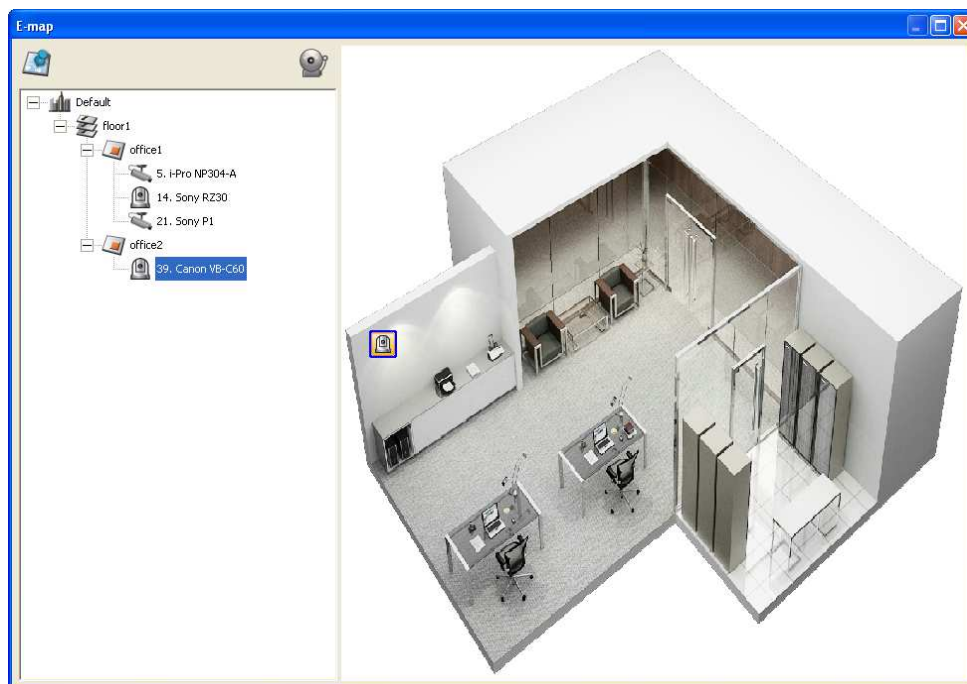 E-map
Default
floor1
office1
5. i-Pro NP304-A
14. Sony RZ30
21. Sony P1
office2
39. Canon VB-C60